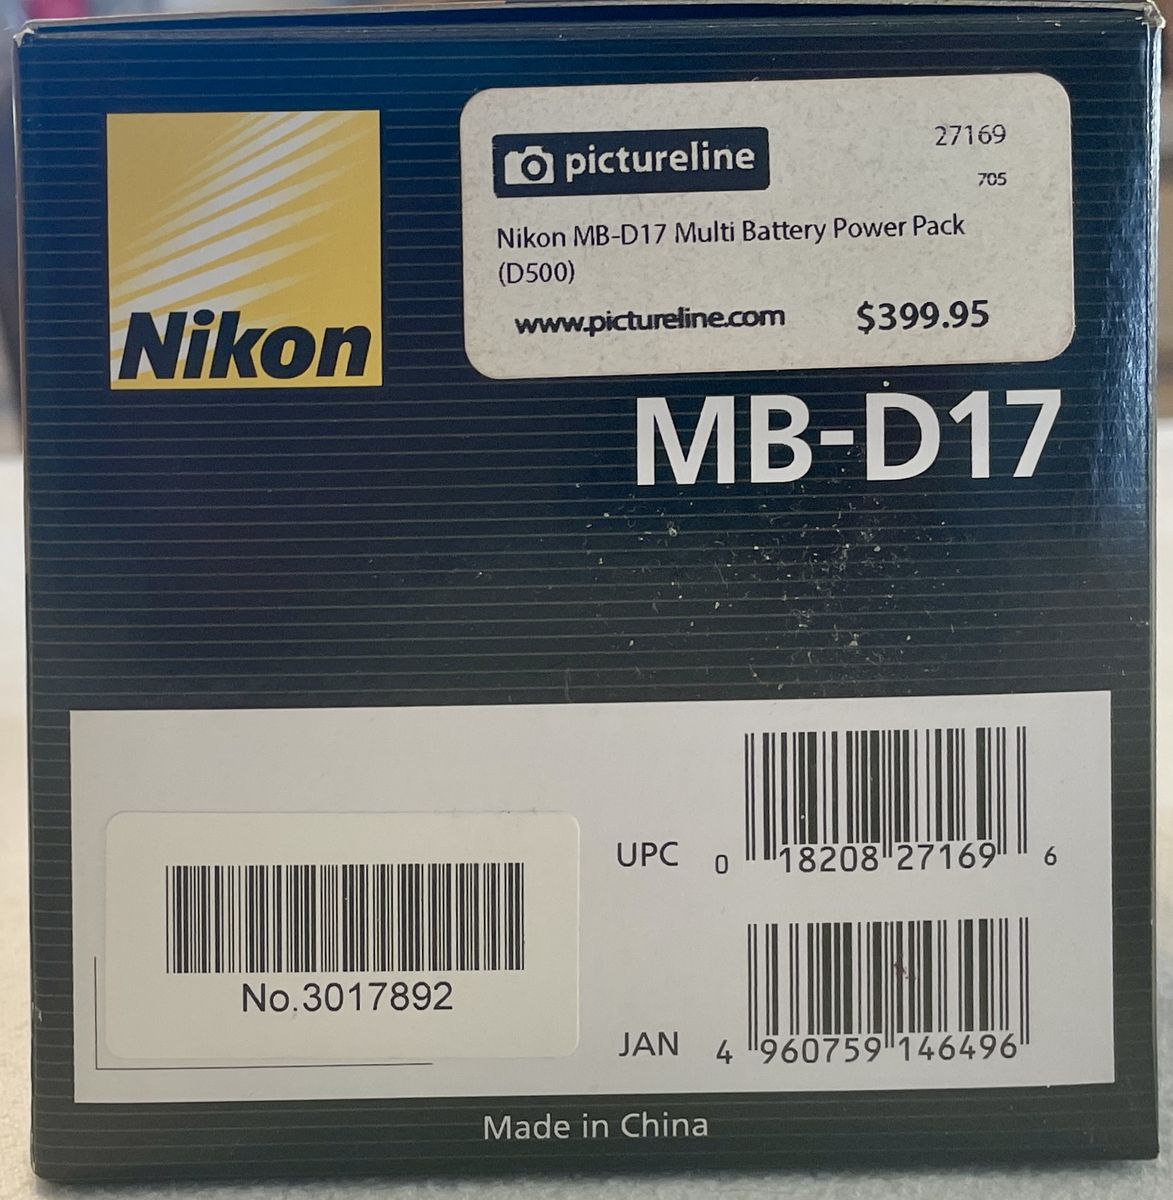 Nikon
pictureline
27169
705
Nikon MB-D17 Multi Battery Power Pack
(D500)
www.pictureline.com $399.95
MB-D17
UPC 0 18208 27169 6
No.3017892
JAN 4 960759 146496
Made in China